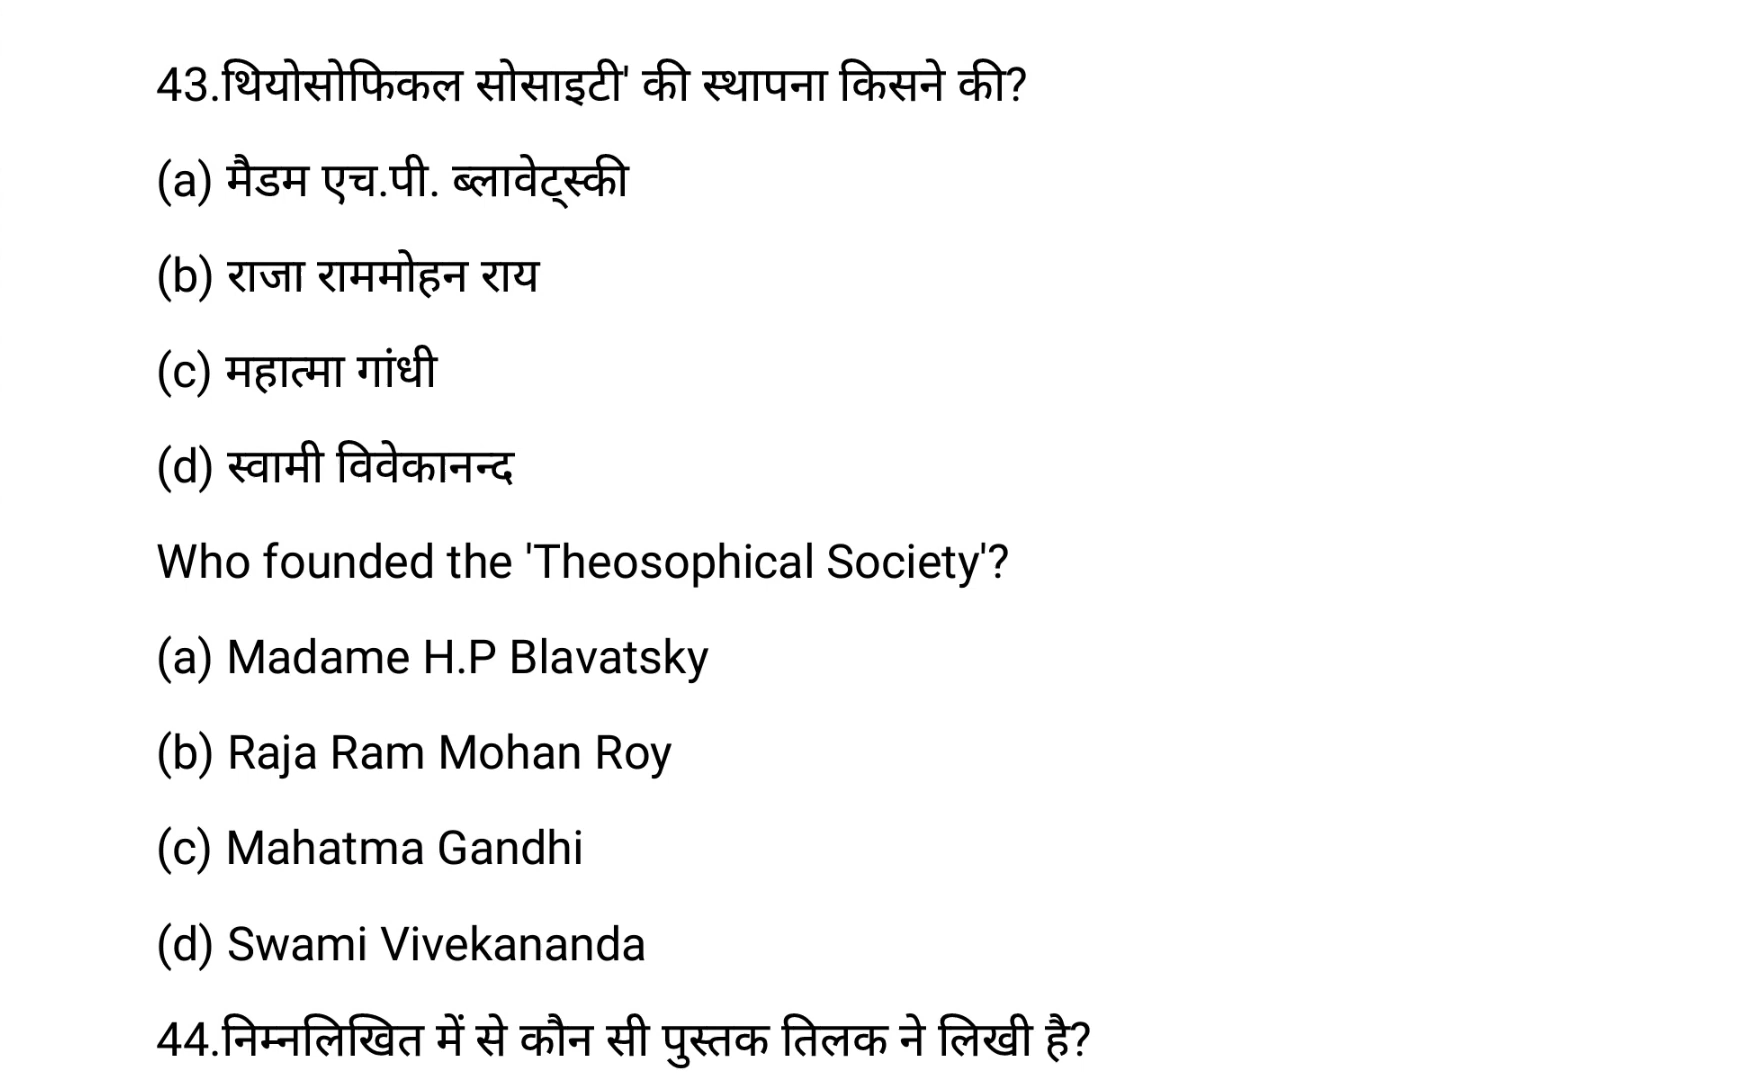 43.थियोसोफिकल सोसाइटी' की स्थापना किसने की?
(a) मैडम एच.पी. ब्लावेट्स्की
(b) राजा राममोहन राय
(c) महात्मा गांधी
(d) स्वामी विवेकानन्द
Who founded the 'Theosophical Society'?
(a) Madame H.P Blavatsky
(b) Raja Ram Mohan Roy
(c) Mahatma Gandhi
(d) Swami Vivekananda
44.निम्नलिखित में से कौन सी पुस्तक तिलक ने लिखी है?